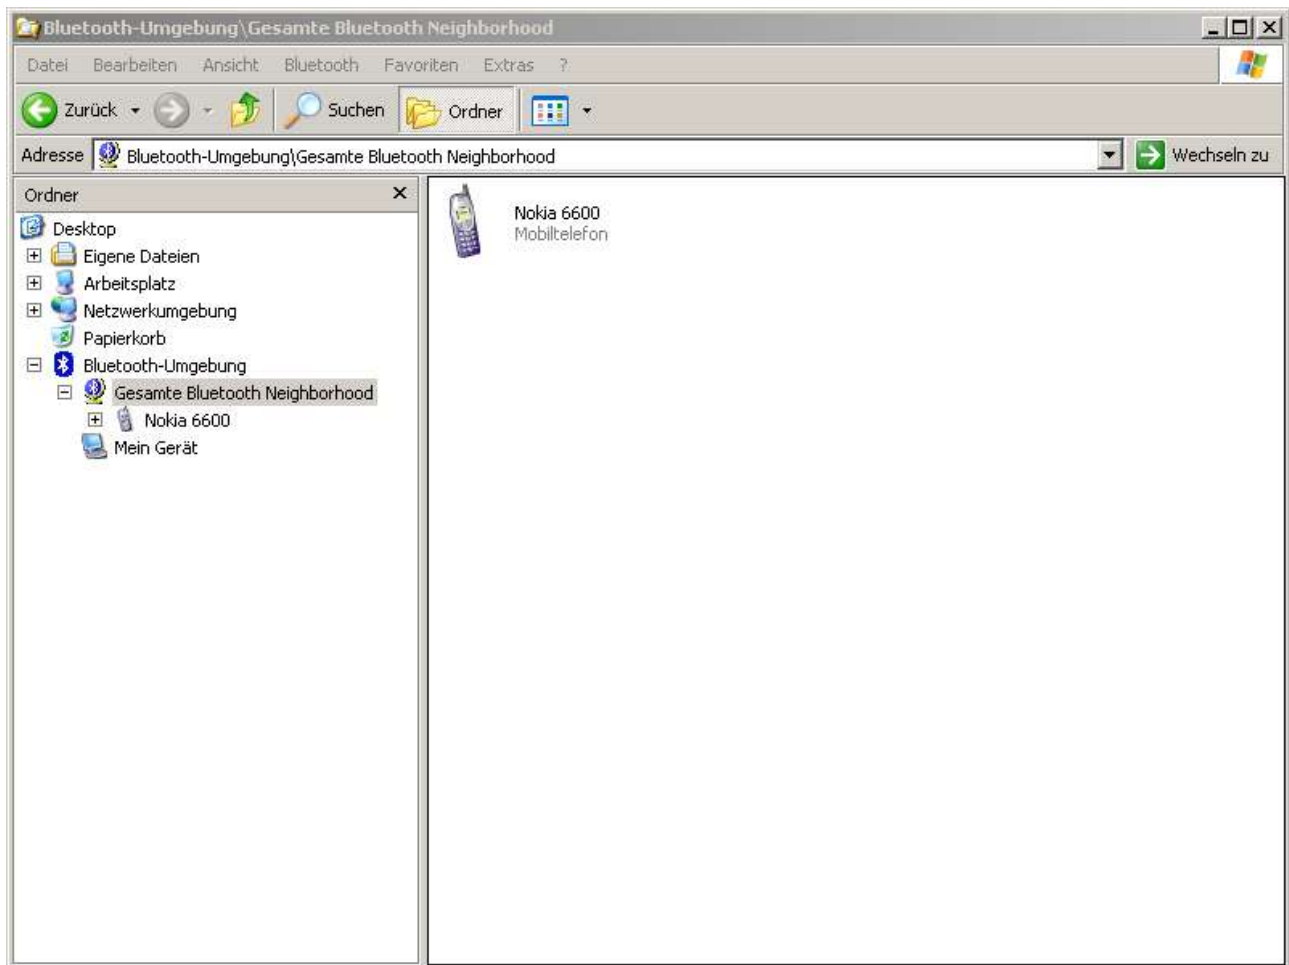 Bluetooth-Umgebung\Gesamte Bluetooth Neighborhood
Datei Bearbeiten Ansicht Bluetooth Favoriten Extras ?
Zurück Suchen Ordner
Adresse Bluetooth-Umgebung\Gesamte Bluetooth Neighborhood Wechseln zu
Ordner
Desktop
Eigene Dateien
Arbeitsplatz
Netzwerkumgebung
Papierkorb
Bluetooth-Umgebung
Gesamte Bluetooth Neighborhood
Nokia 6600
Mein Gerät
Nokia 6600
Mobiltelefon